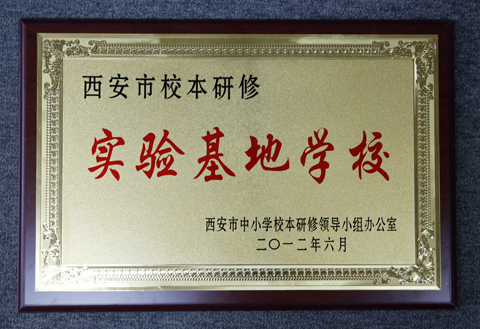 西安市校本研修
实验基地学校
西安市中小学校本研修领导小组办公室
二〇一二年六月